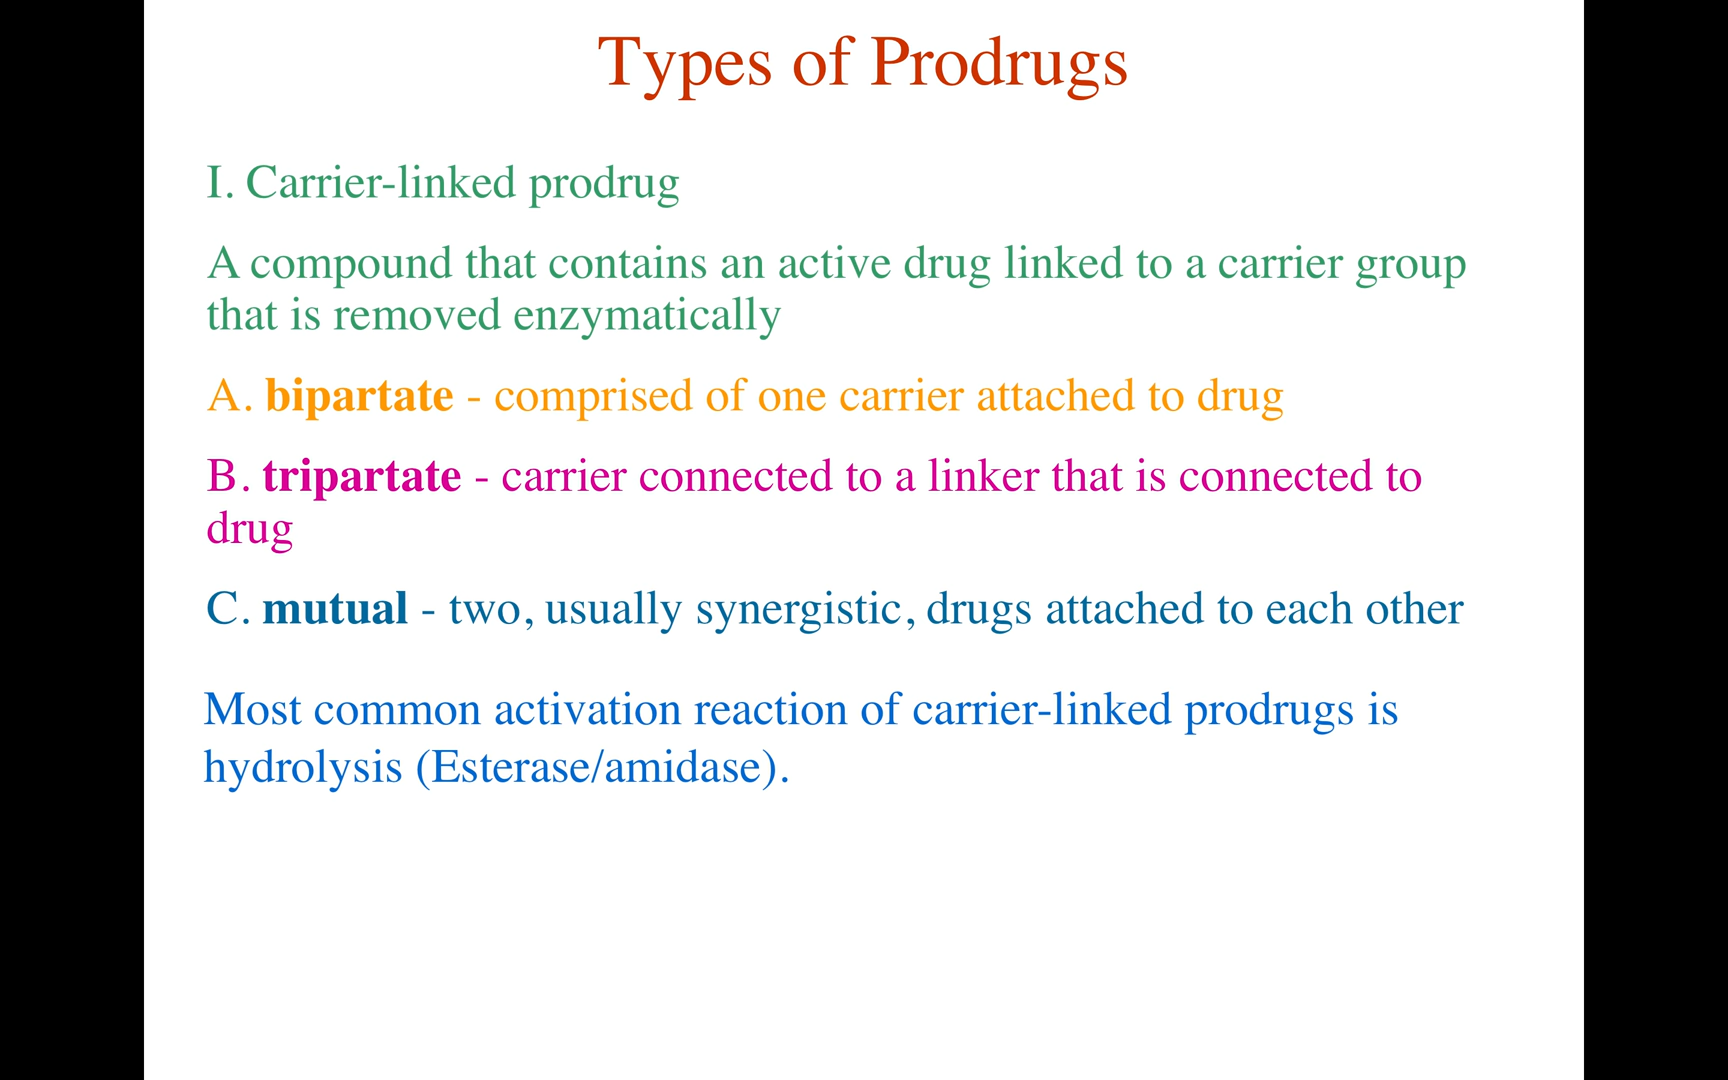 Types of Prodrugs
I. Carrier-linked prodrug
A compound that contains an active drug linked to a carrier group
that is removed enzymatically
A. bipartate - comprised of one carrier attached to drug
B. tripartate - carrier connected to a linker that is connected to
drug
C. mutual - two, usually synergistic, drugs attached to each other
Most common activation reaction of carrier-linked prodrugs is
hydrolysis (Esterase/amidase).